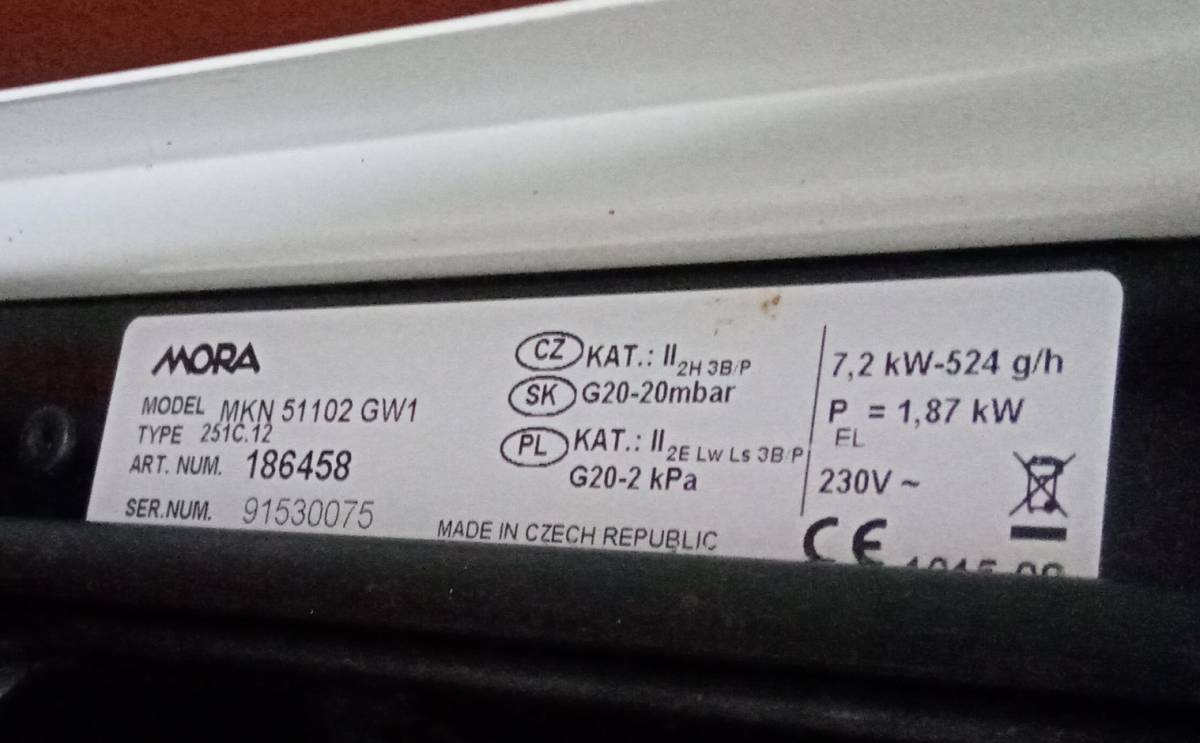 MORA
MODEL MKN 51102 GW1
TYPE 251C.12
ART. NUM. 186458
SER.NUM. 91530075
CZ KAT.: II2H 3B/P
SK G20-20mbar
PL KAT.: II2E Lw Ls 3B/P
G20-2 kPa
MADE IN CZECH REPUBLIC
7,2 kW-524 g/h
PEL = 1,87 kW
230V ~
CE